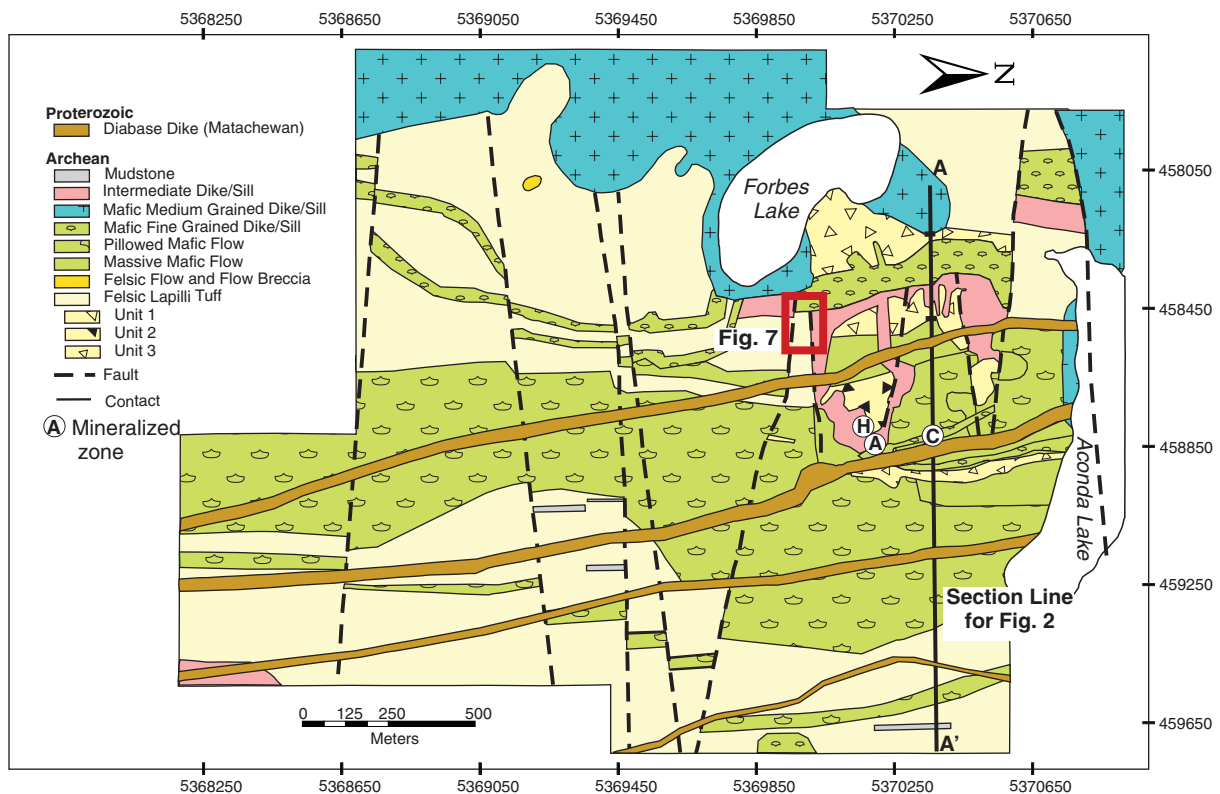 5368250 5368650 5369050 5369450 5369850 5370250 5370650
N
Proterozoic
Diabase Dike (Matachewan)
Archean
Mudstone
Intermediate Dike/Sill
Mafic Medium Grained Dike/Sill
Mafic Fine Grained Dike/Sill
Pillowed Mafic Flow
Massive Mafic Flow
Felsic Flow and Flow Breccia
Felsic Lapilli Tuff
Unit 1
Unit 2
Unit 3
Fault
Contact
A Mineralized
zone
Forbes
Lake
A
458050
458450
Fig. 7
H
A
C
458850
Aconda Lake
459250
Section Line
for Fig. 2
459650
A'
0 125 250 500
Meters
5368250 5368650 5369050 5369450 5369850 5370250 5370650